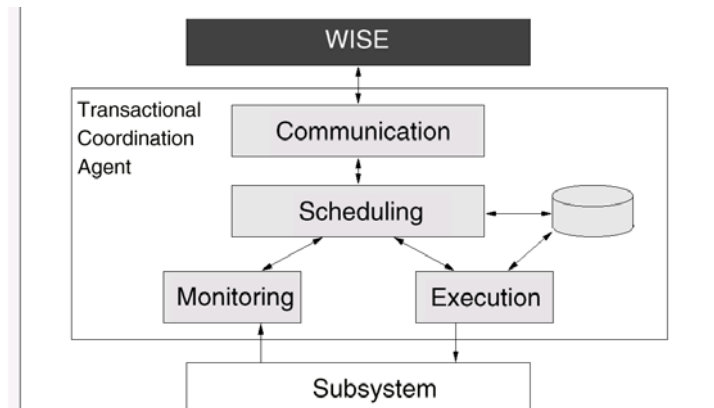 WISE
Transactional
Coordination
Agent
Communication
Scheduling
Monitoring
Execution
Subsystem